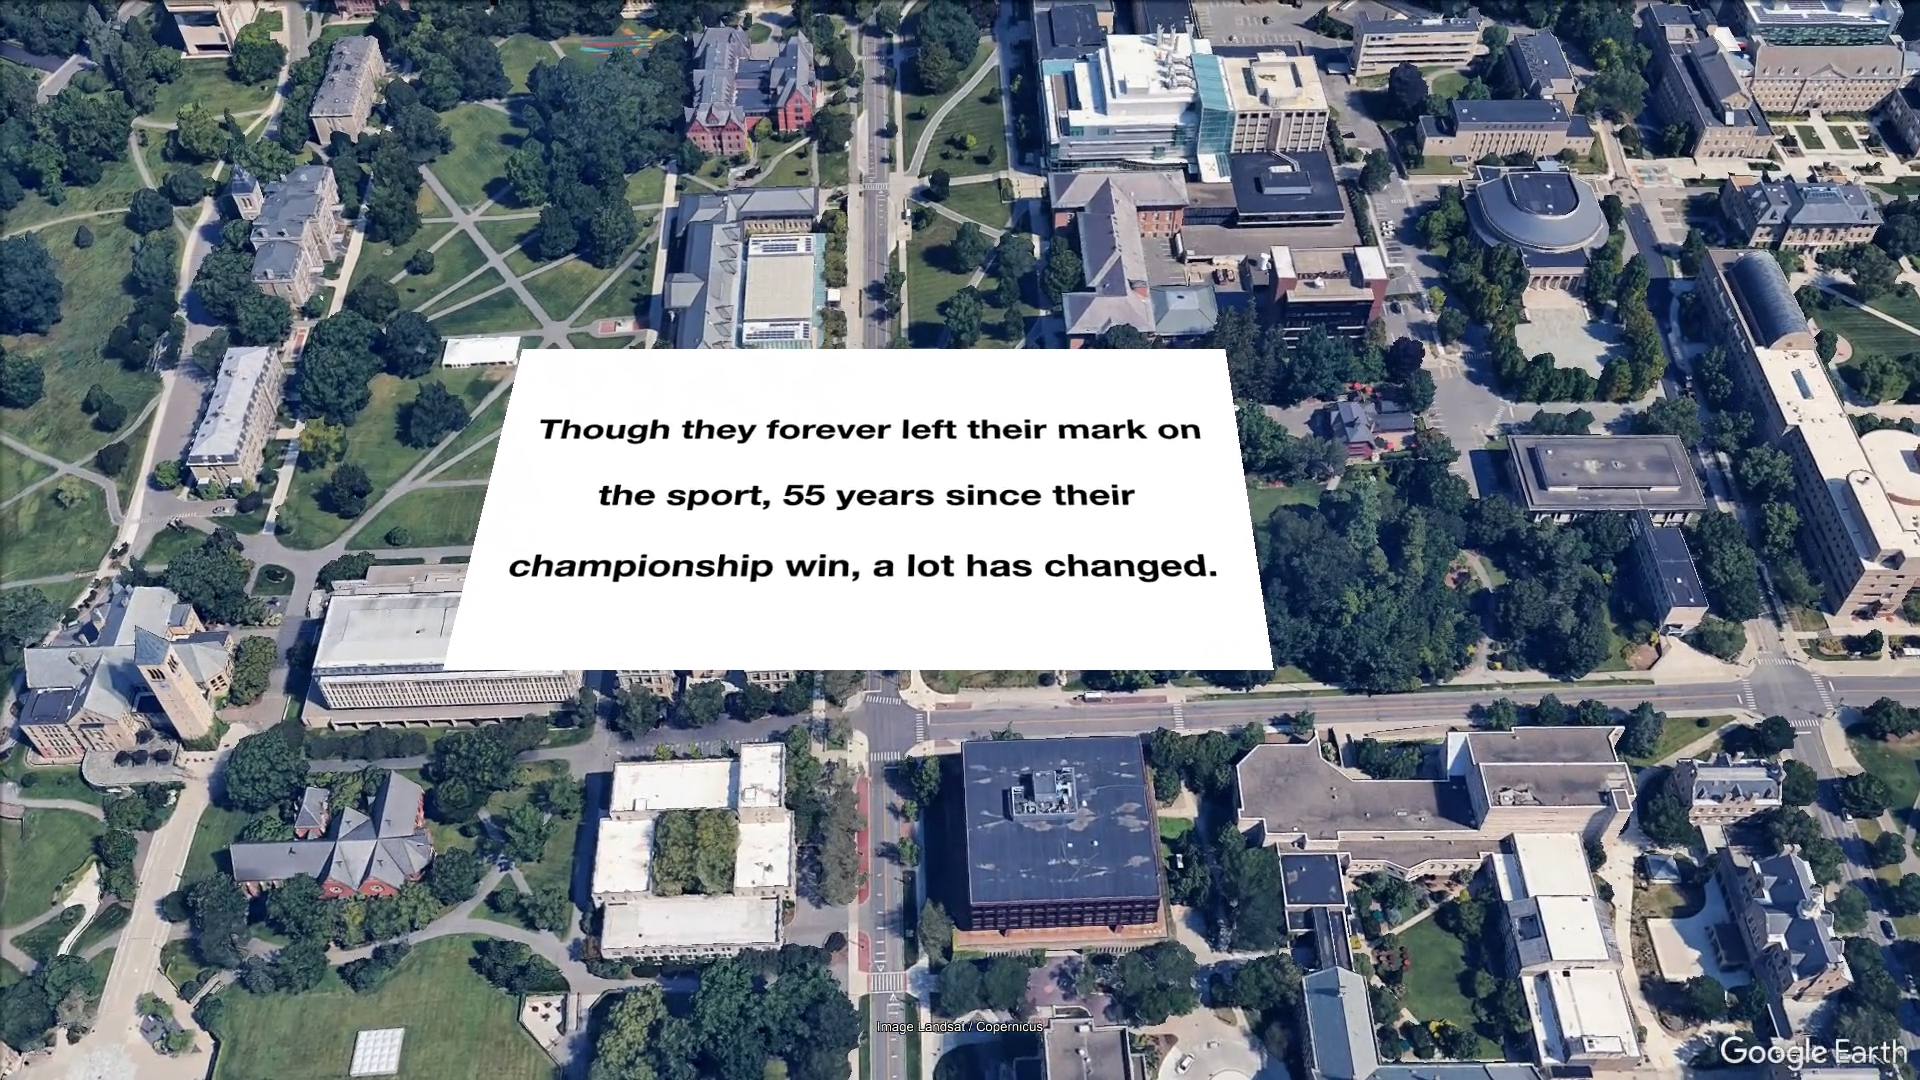 Though they forever left their mark on
the sport, 55 years since their
championship win, a lot has changed.
Image Landsat / Copernicus
Google Earth